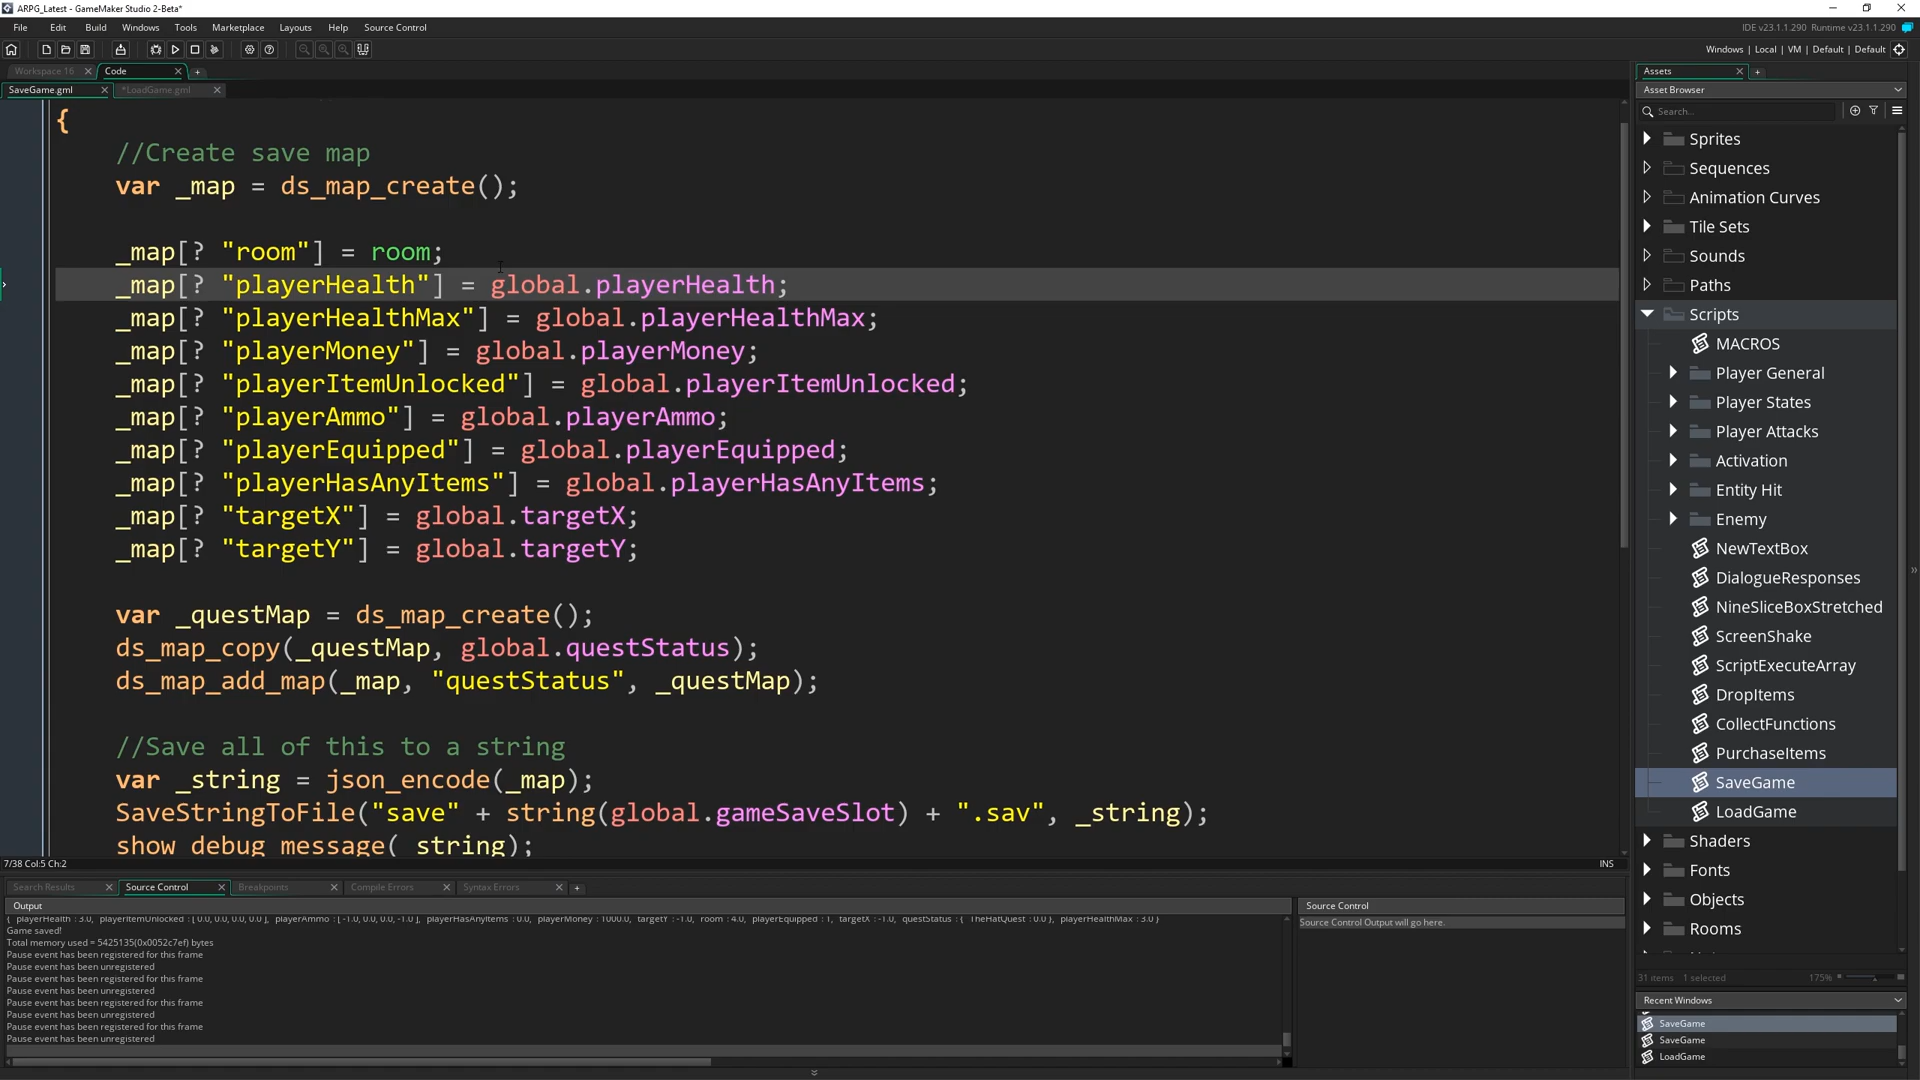 ARPG_Latest - GameMaker Studio 2-Beta*
File Edit Build Windows Tools Marketplace Layouts Help Source Control
IDE v23.1.1.290 Runtime v23.1.1.290
Windows | Local | VM | Default | Default
Workspace 16
Code
SaveGame.gml
*LoadGame.gml
{
//Create save map
var _map = ds_map_create();
_map[? "room"] = room;
_map[? "playerHealth"] = global.playerHealth;
_map[? "playerHealthMax"] = global.playerHealthMax;
_map[? "playerMoney"] = global.playerMoney;
_map[? "playerItemUnlocked"] = global.playerItemUnlocked;
_map[? "playerAmmo"] = global.playerAmmo;
_map[? "playerEquipped"] = global.playerEquipped;
_map[? "playerHasAnyItems"] = global.playerHasAnyItems;
_map[? "targetX"] = global.targetX;
_map[? "targetY"] = global.targetY;
var _questMap = ds_map_create();
ds_map_copy(_questMap, global.questStatus);
ds_map_add_map(_map, "questStatus", _questMap);
//Save all of this to a string
var _string = json_encode(_map);
SaveStringToFile("save" + string(global.gameSaveSlot) + ".sav", _string);
show_debug_message(_string);
7/38 Col:5 Ch:2
INS
Search Results
Source Control
Breakpoints
Compile Errors
Syntax Errors
Output
{ playerHealth : 3.0, playerItemUnlocked : [ 0.0, 0.0, 0.0, 0.0 ], playerAmmo : [ -1.0, 0.0, 0.0, -1.0 ], playerHasAnyItems : 0.0, playerMoney : 1000.0, targetY : -1.0, room : 4.0, playerEquipped : 1, targetX : -1.0, questStatus : { TheHatQuest : 0.0 }, playerHealthMax : 3.0 }
Game saved!
Total memory used = 5425135(0x0052c7ef) bytes
Pause event has been registered for this frame
Pause event has been unregistered
Pause event has been registered for this frame
Pause event has been unregistered
Pause event has been registered for this frame
Pause event has been unregistered
Pause event has been registered for this frame
Pause event has been unregistered
Source Control
Source Control Output will go here.
Assets
Asset Browser
Search...
Sprites
Sequences
Animation Curves
Tile Sets
Sounds
Paths
Scripts
MACROS
Player General
Player States
Player Attacks
Activation
Entity Hit
Enemy
NewTextBox
DialogueResponses
NineSliceBoxStretched
ScreenShake
ScriptExecuteArray
DropItems
CollectFunctions
PurchaseItems
SaveGame
LoadGame
Shaders
Fonts
Objects
Rooms
31 items 1 selected
175%
Recent Windows
SaveGame
SaveGame
LoadGame